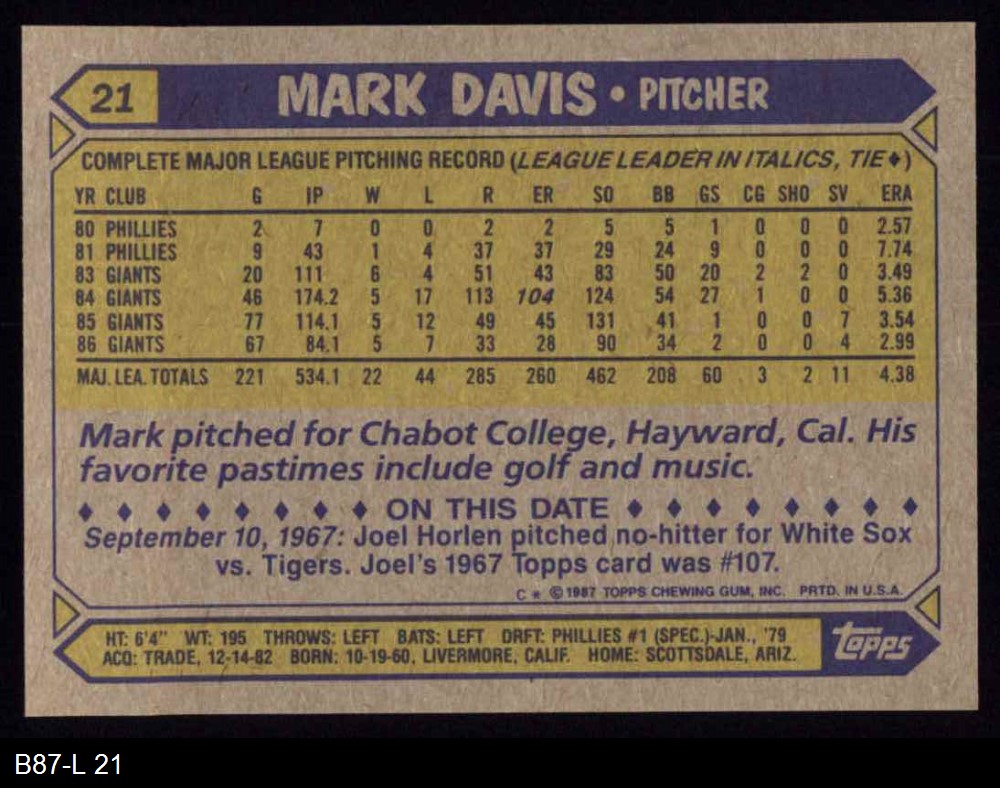 21 MARK DAVIS • PITCHER
COMPLETE MAJOR LEAGUE PITCHING RECORD (LEAGUE LEADER IN ITALICS, TIE♦)
YR CLUB G IP W L R ER SO BB GS CG SHO SV ERA
80 PHILLIES 2 7 0 0 2 2 5 5 1 0 0 0 2.57
81 PHILLIES 9 43 1 4 37 37 29 24 9 0 0 0 7.74
83 GIANTS 20 111 6 4 51 43 83 50 20 2 2 0 3.49
84 GIANTS 46 174.2 5 17 113 104 124 54 27 1 0 0 5.36
85 GIANTS 77 114.1 5 12 49 45 131 41 1 0 0 7 3.54
86 GIANTS 67 84.1 5 7 33 28 90 34 2 0 0 4 2.99
MAJ. LEA. TOTALS 221 534.1 22 44 285 260 462 208 60 3 2 11 4.38
Mark pitched for Chabot College, Hayward, Cal. His
favorite pastimes include golf and music.
♦ ♦ ♦ ♦ ♦ ♦ ♦ ♦ ON THIS DATE ♦ ♦ ♦ ♦ ♦ ♦ ♦ ♦
September 10, 1967: Joel Horlen pitched no-hitter for White Sox
vs. Tigers. Joel's 1967 Topps card was #107.
C * © 1987 TOPPS CHEWING GUM, INC. PRTD. IN U.S.A.
HT: 6'4" WT: 195 THROWS: LEFT BATS: LEFT DRFT: PHILLIES #1 (SPEC.)-JAN., '79
ACQ: TRADE, 12-14-82 BORN: 10-19-60, LIVERMORE, CALIF. HOME: SCOTTSDALE, ARIZ.
topps
B87-L 21